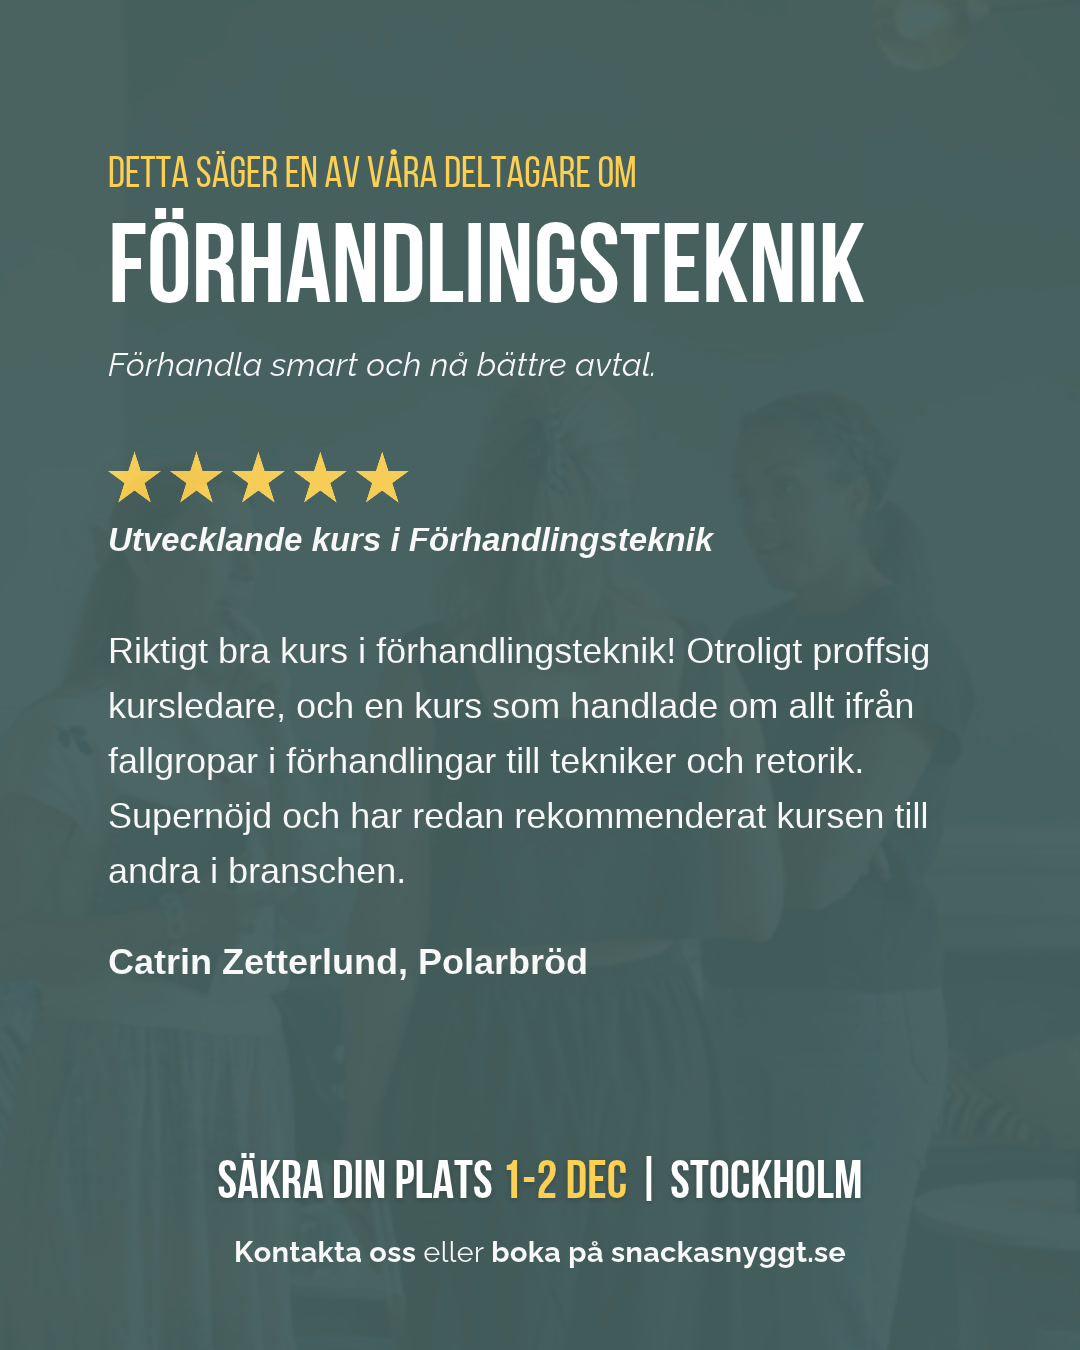 DETTA SÄGER EN AV VÅRA DELTAGARE OM
FÖRHANDLINGSTEKNIK
Förhandla smart och nå bättre avtal.
Utvecklande kurs i Förhandlingsteknik
Riktigt bra kurs i förhandlingsteknik! Otroligt proffsig
kursledare, och en kurs som handlade om allt ifrån
fallgropar i förhandlingar till tekniker och retorik.
Supernöjd och har redan rekommenderat kursen till
andra i branschen.
Catrin Zetterlund, Polarbröd
SÄKRA DIN PLATS 1-2 DEC | STOCKHOLM
Kontakta oss eller boka på snackasnyggt.se